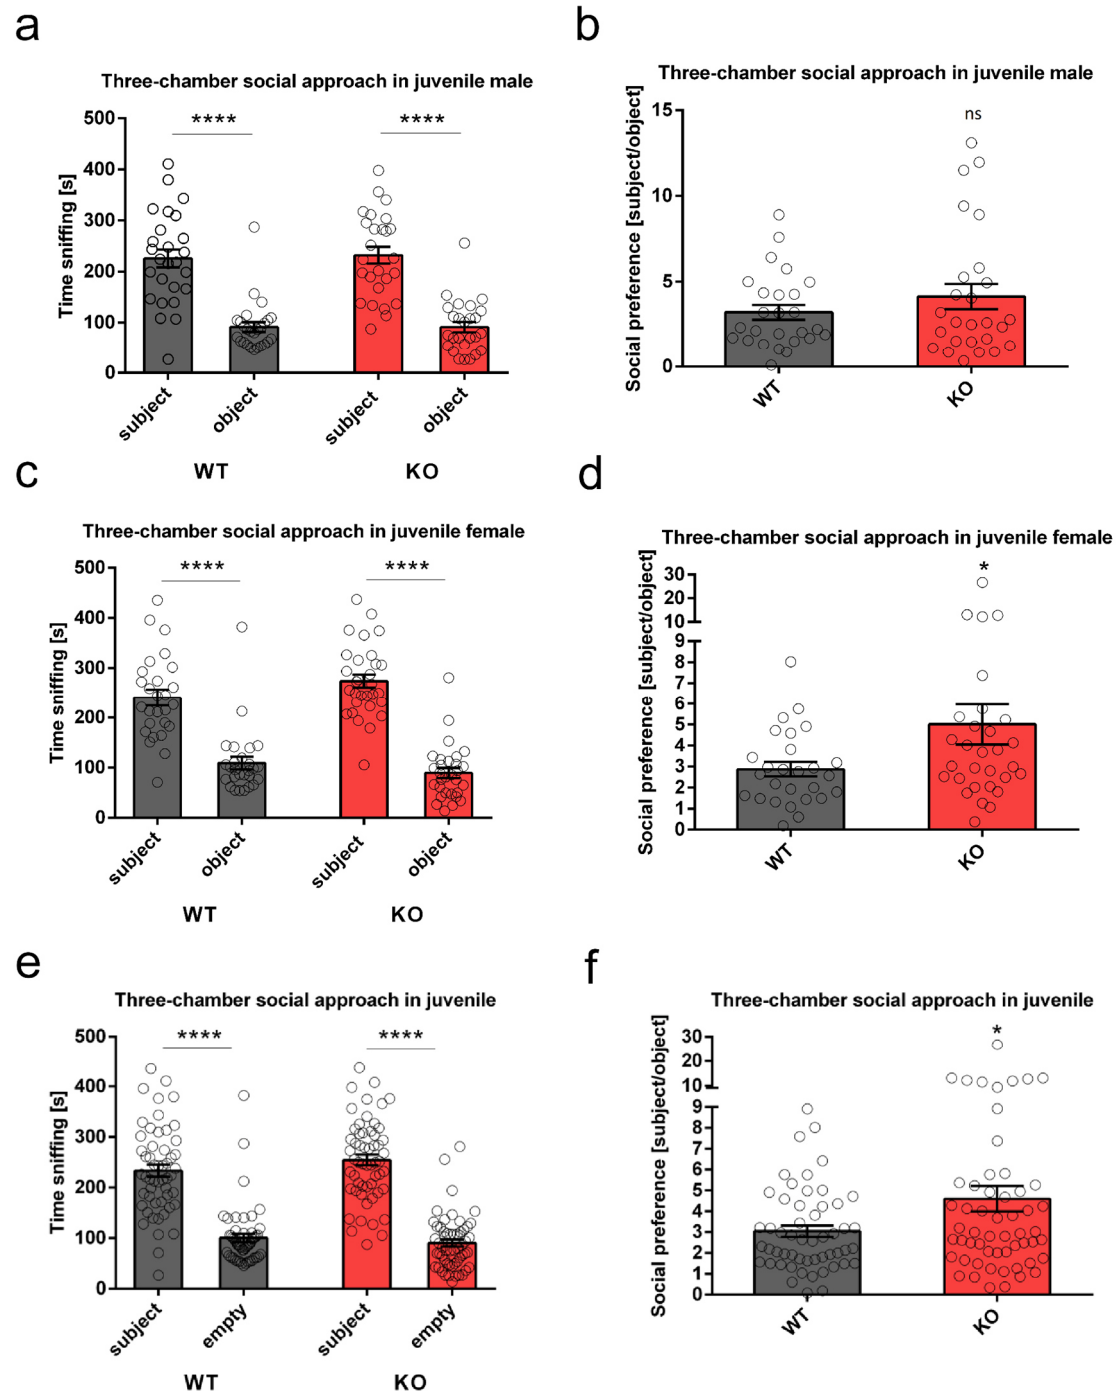 a
Three-chamber social approach in juvenile male
Time sniffing [s]
500
400
300
200
100
0
****
****
subject
object
subject
object
WT
KO
b
Three-chamber social approach in juvenile male
Social preference [subject/object]
15
10
5
0
ns
WT
KO
c
Three-chamber social approach in juvenile female
Time sniffing [s]
500
400
300
200
100
0
****
****
subject
object
subject
object
WT
KO
d
Three-chamber social approach in juvenile female
Social preference [subject/object]
30
20
10
9
8
7
6
5
4
3
2
1
0
*
WT
KO
e
Three-chamber social approach in juvenile
Time sniffing [s]
500
400
300
200
100
0
****
****
subject
empty
subject
empty
WT
KO
f
Three-chamber social approach in juvenile
Social preference [subject/object]
30
20
10
9
8
7
6
5
4
3
2
1
0
*
WT
KO